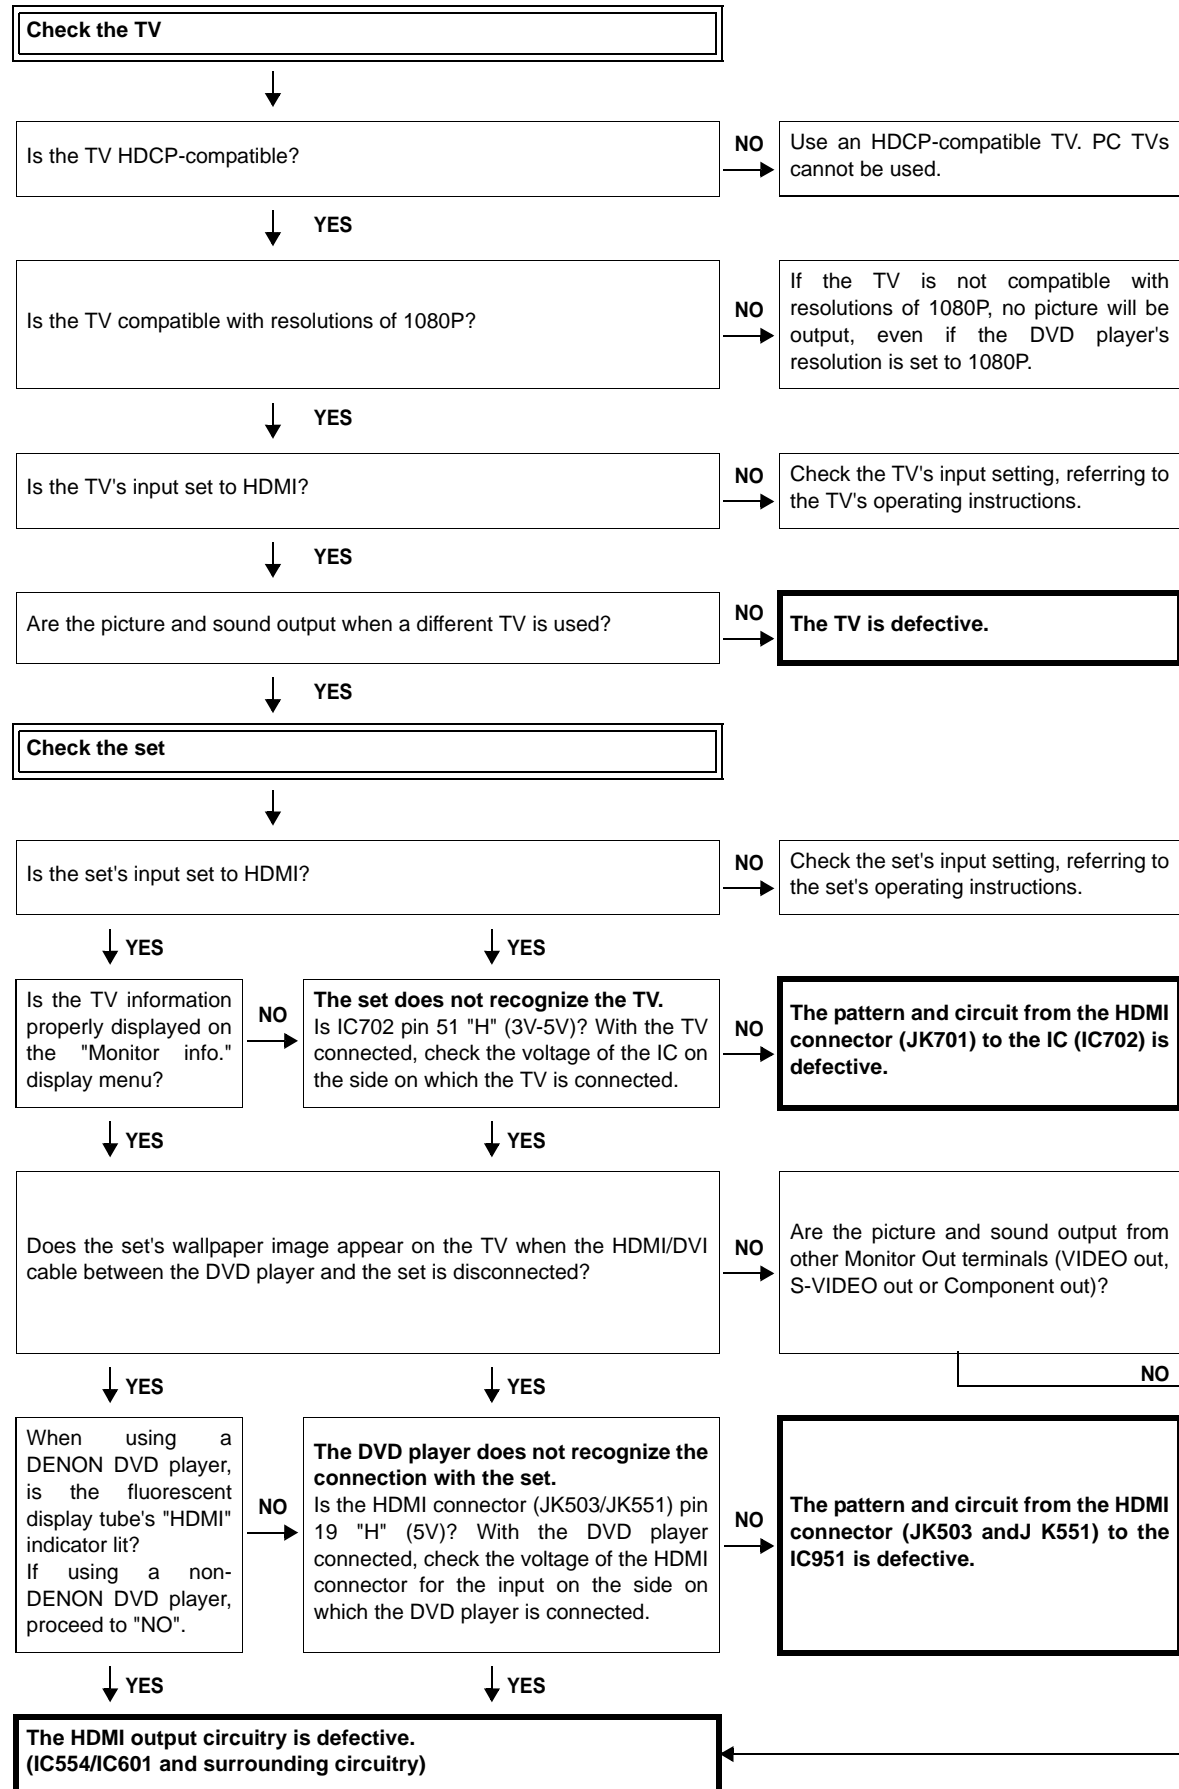 Check the TV
Is the TV HDCP-compatible?
NO
Use an HDCP-compatible TV. PC TVs
cannot be used.
YES
Is the TV compatible with resolutions of 1080P?
NO
If the TV is not compatible with
resolutions of 1080P, no picture will be
output, even if the DVD player's
resolution is set to 1080P.
YES
Is the TV's input set to HDMI?
NO
Check the TV's input setting, referring to
the TV's operating instructions.
YES
Are the picture and sound output when a different TV is used?
NO
The TV is defective.
YES
Check the set
Is the set's input set to HDMI?
NO
Check the set's input setting, referring to
the set's operating instructions.
YES
YES
Is the TV information
properly displayed on
the "Monitor info."
display menu?
NO
The set does not recognize the TV.
Is IC702 pin 51 "H" (3V-5V)? With the TV
connected, check the voltage of the IC on
the side on which the TV is connected.
NO
The pattern and circuit from the HDMI
connector (JK701) to the IC (IC702) is
defective.
YES
YES
Does the set's wallpaper image appear on the TV when the HDMI/DVI
cable between the DVD player and the set is disconnected?
NO
Are the picture and sound output from
other Monitor Out terminals (VIDEO out,
S-VIDEO out or Component out)?
NO
YES
YES
When using a
DENON DVD player,
is the fluorescent
display tube's "HDMI"
indicator lit?
If using a non-
DENON DVD player,
proceed to "NO".
NO
The DVD player does not recognize the
connection with the set.
Is the HDMI connector (JK503/JK551) pin
19 "H" (5V)? With the DVD player
connected, check the voltage of the HDMI
connector for the input on the side on
which the DVD player is connected.
NO
The pattern and circuit from the HDMI
connector (JK503 andJ K551) to the
IC951 is defective.
YES
YES
The HDMI output circuitry is defective.
(IC554/IC601 and surrounding circuitry)